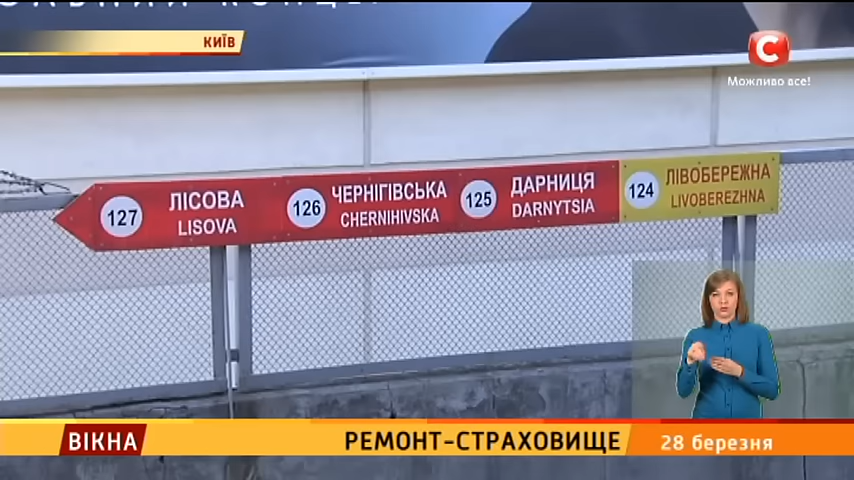 КИЇВ
Можливо все!
127
ЛІСОВА
LISOVA
126
ЧЕРНІГІВСЬКА
CHERNIHIVSKA
125
ДАРНИЦЯ
DARNYTSIA
124
ЛІВОБЕРЕЖНА
LIVOBEREZHNA
ВІКНА
РЕМОНТ-СТРАХОВИЩЕ
28 березня